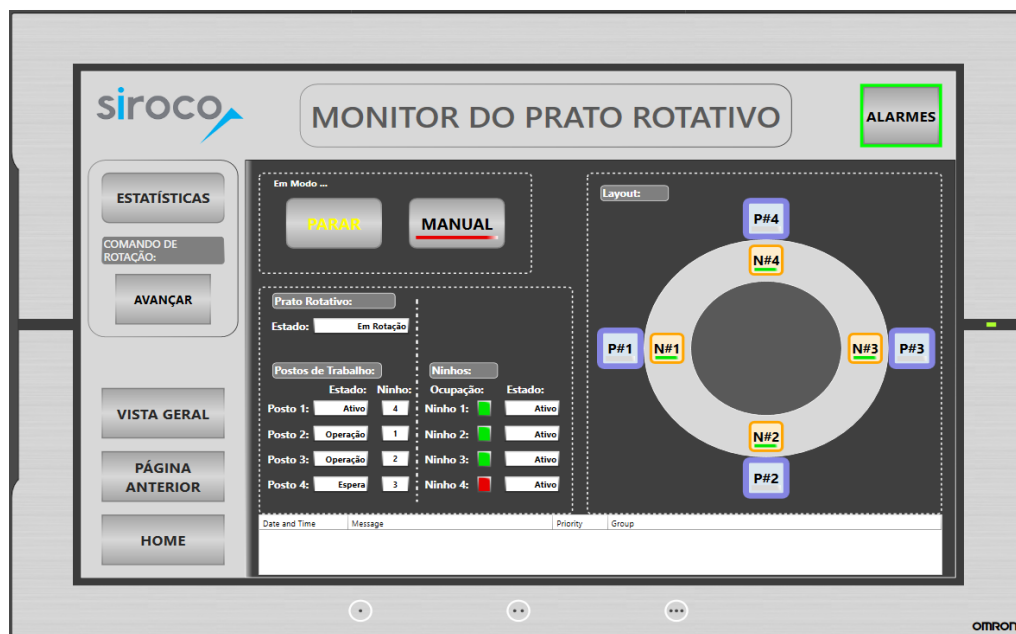 siroco
MONITOR DO PRATO ROTATIVO
ALARMES
ESTATÍSTICAS
COMANDO DE
ROTAÇÃO:
AVANÇAR
VISTA GERAL
PÁGINA
ANTERIOR
HOME
Em Modo ...
PARAR
MANUAL
Prato Rotativo:
Estado: Em Rotação
Postos de Trabalho: Ninhos:
Estado: Ninho: Ocupação: Estado:
Posto 1: Ativo 4 Ninho 1: Ativo
Posto 2: Operação 1 Ninho 2: Ativo
Posto 3: Operação 2 Ninho 3: Ativo
Posto 4: Espera 3 Ninho 4: Ativo
Layout:
P#4
N#4
P#1 N#1 N#3 P#3
N#2
P#2
Date and Time Message Priority Group
OMRON